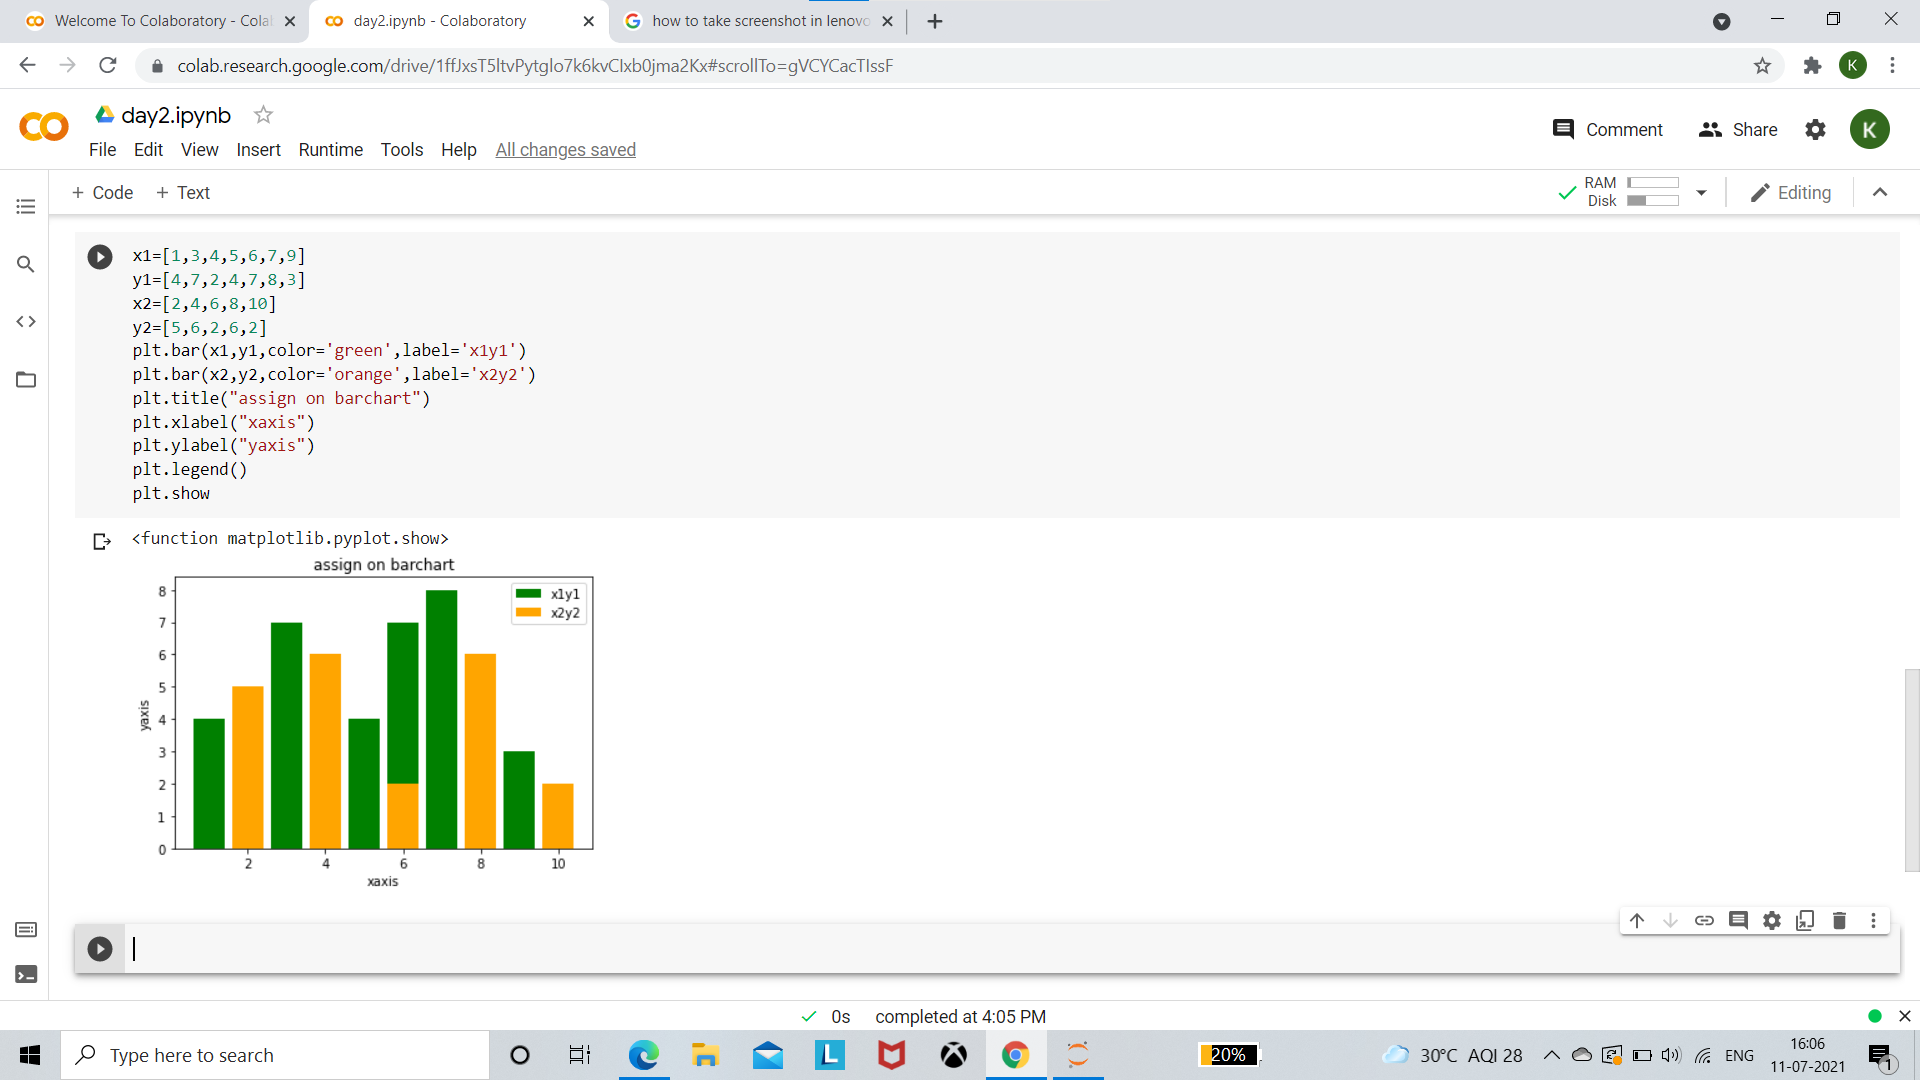 Welcome To Colaboratory - Cola
day2.ipynb - Colaboratory
how to take screenshot in lenovo
colab.research.google.com/drive/1ffJxsT5ltvPytglo7k6kvCIxb0jma2Kx#scrollTo=gVCYCacTIssF
K
day2.ipynb
Comment
Share
K
File Edit View Insert Runtime Tools Help All changes saved
+ Code + Text
RAM
Disk
Editing
x1=[1,3,4,5,6,7,9]
y1=[4,7,2,4,7,8,3]
x2=[2,4,6,8,10]
y2=[5,6,2,6,2]
plt.bar(x1,y1,color='green',label='x1y1')
plt.bar(x2,y2,color='orange',label='x2y2')
plt.title("assign on barchart")
plt.xlabel("xaxis")
plt.ylabel("yaxis")
plt.legend()
plt.show
<function matplotlib.pyplot.show>
assign on barchart
x1y1
x2y2
8
7
6
5
4
3
2
1
0
yaxis
2 4 6 8 10
xaxis
0s completed at 4:05 PM
Type here to search
L
20%
30°C AQI 28
ENG
16:06
11-07-2021
1